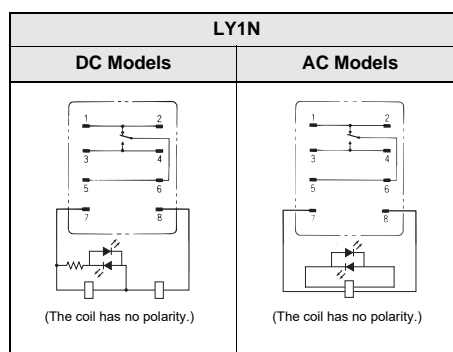 LY1N
DC Models
AC Models
1 2
3 4
5 6
7 8
(The coil has no polarity.)
1 2
3 4
5 6
7 8
(The coil has no polarity.)